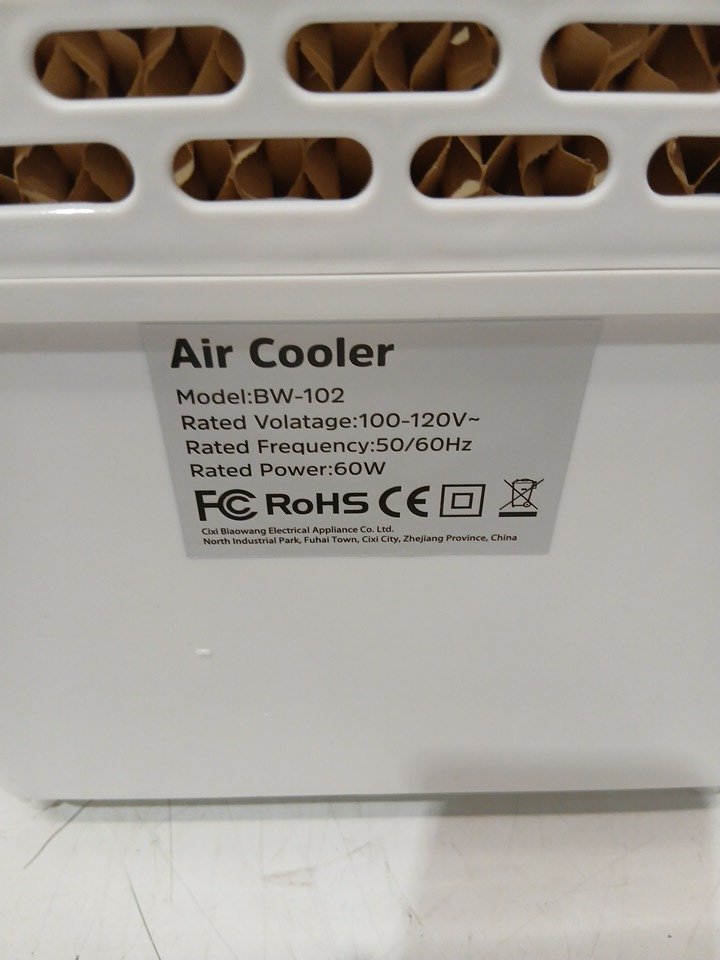 Air Cooler
Model:BW-102
Rated Volatage:100-120V~
Rated Frequency:50/60Hz
Rated Power:60W
FC RoHS CE
Cixi Biaowang Electrical Appliance Co. Ltd.
North Industrial Park, Fuhai Town, Cixi City, Zhejiang Province, China